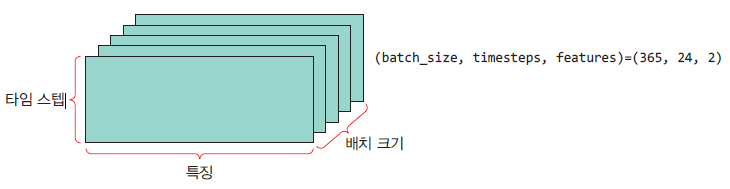 (batch_size, timesteps, features)=(365, 24, 2)
타임 스텝
배치 크기
특징